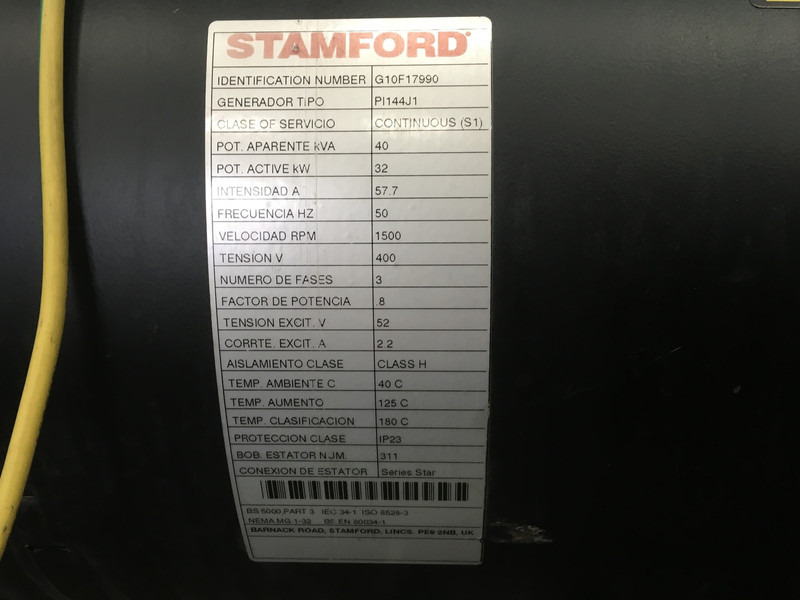 STAMFORD
IDENTIFICATION NUMBER G10F17990
GENERADOR TIPO PI144J1
CLASE OF SERVICIO CONTINUOUS (S1)
POT. APARENTE kVA 40
POT. ACTIVE kW 32
INTENSIDAD A 57.7
FRECUENCIA HZ 50
VELOCIDAD RPM 1500
TENSION V 400
NUMERO DE FASES 3
FACTOR DE POTENCIA .8
TENSION EXCIT. V 52
CORRTE. EXCIT. A 2.2
AISLAMIENTO CLASE CLASS H
TEMP. AMBIENTE C 40 C
TEMP. AUMENTO 125 C
TEMP. CLASIFICACION 180 C
PROTECCION CLASE IP23
BOB. ESTATOR NUM. 311
CONEXION DE ESTATOR Series Star
BS 5000 PART 3 IEC 34-1 ISO 8528-3
NEMA MG 1-32 BS EN 60034-1
BARNACK ROAD, STAMFORD, LINCS. PE9 2NB, UK